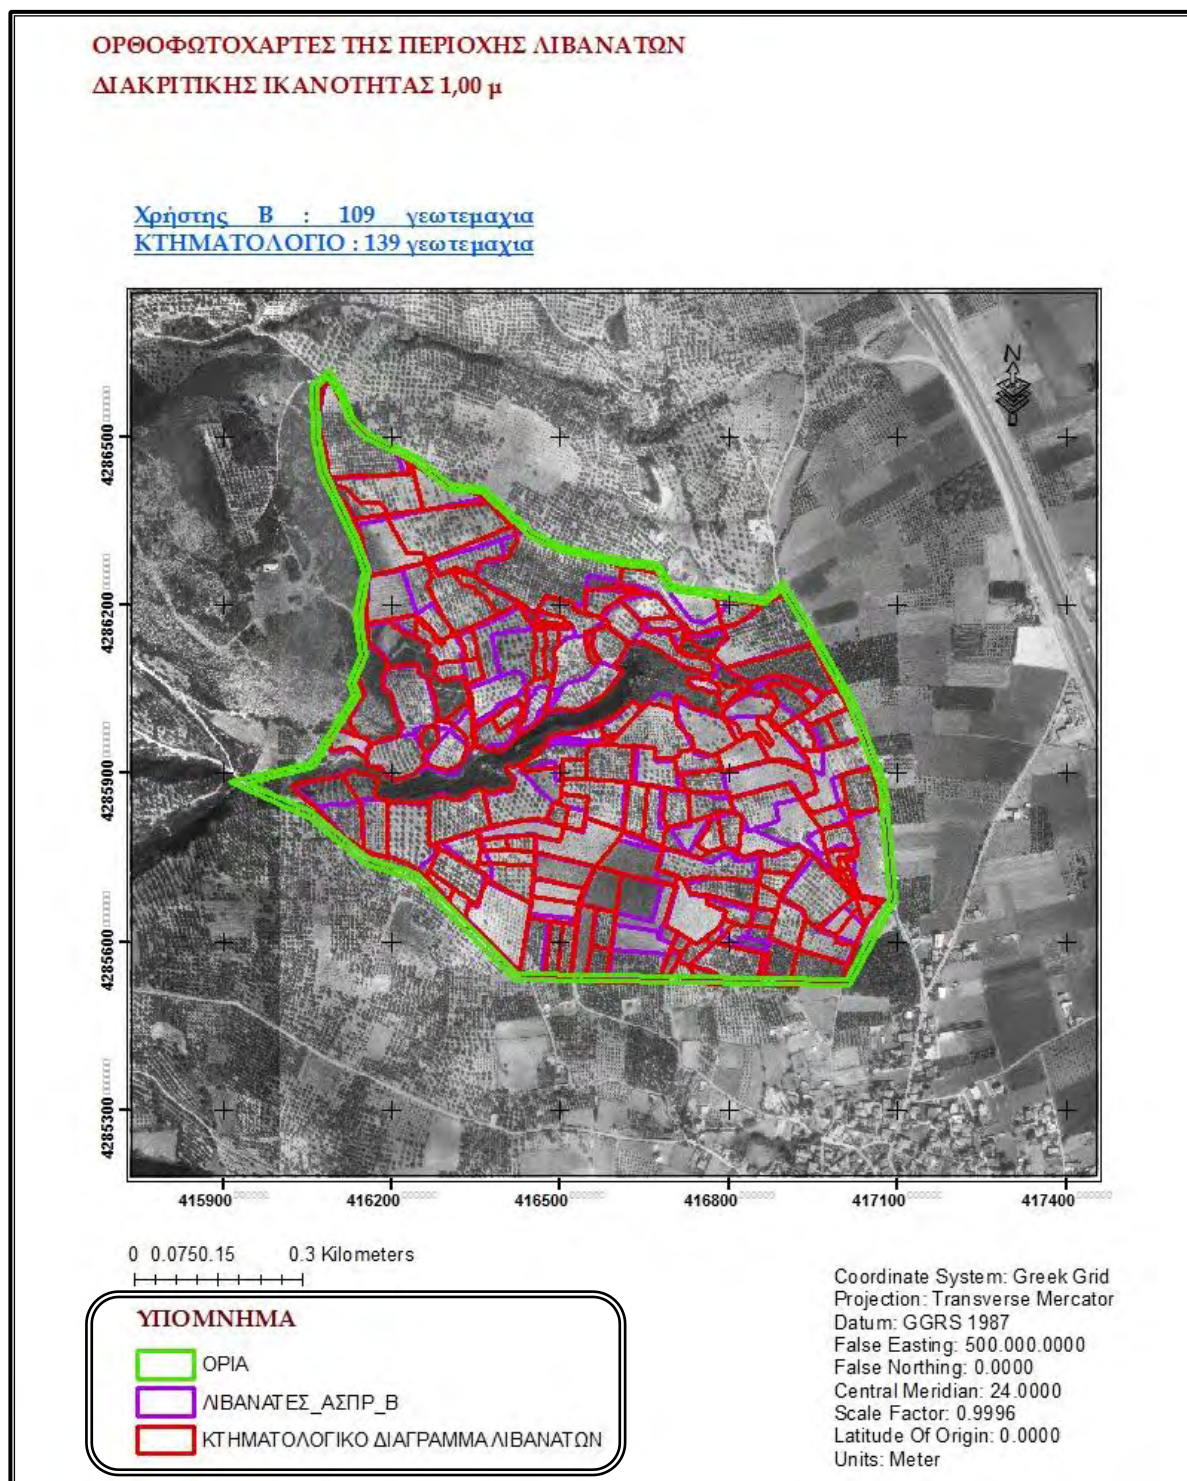 ΟΡΘΟΦΩΤΟΧΑΡΤΕΣ ΤΗΣ ΠΕΡΙΟΧΗΣ ΛΙΒΑΝΑΤΩΝ
ΔΙΑΚΡΙΤΙΚΗΣ ΙΚΑΝΟΤΗΤΑΣ 1,00 μ
Χρήστης Β : 109 γεωτεμαχια
ΚΤΗΜΑΤΟΛΟΓΙΟ : 139 γεωτεμαχια
N
4286500
4286200
4285900
4285600
4285300
415900 416200 416500 416800 417100 417400
0 0.0750.15 0.3 Kilometers
ΥΠΟΜΝΗΜΑ
ΟΡΙΑ
ΛΙΒΑΝΑΤΕΣ_ΑΣΠΡ_Β
ΚΤΗΜΑΤΟΛΟΓΙΚΟ ΔΙΑΓΡΑΜΜΑ ΛΙΒΑΝΑΤΩΝ
Coordinate System: Greek Grid
Projection: Transverse Mercator
Datum: GGRS 1987
False Easting: 500.000.0000
False Northing: 0.0000
Central Meridian: 24.0000
Scale Factor: 0.9996
Latitude Of Origin: 0.0000
Units: Meter